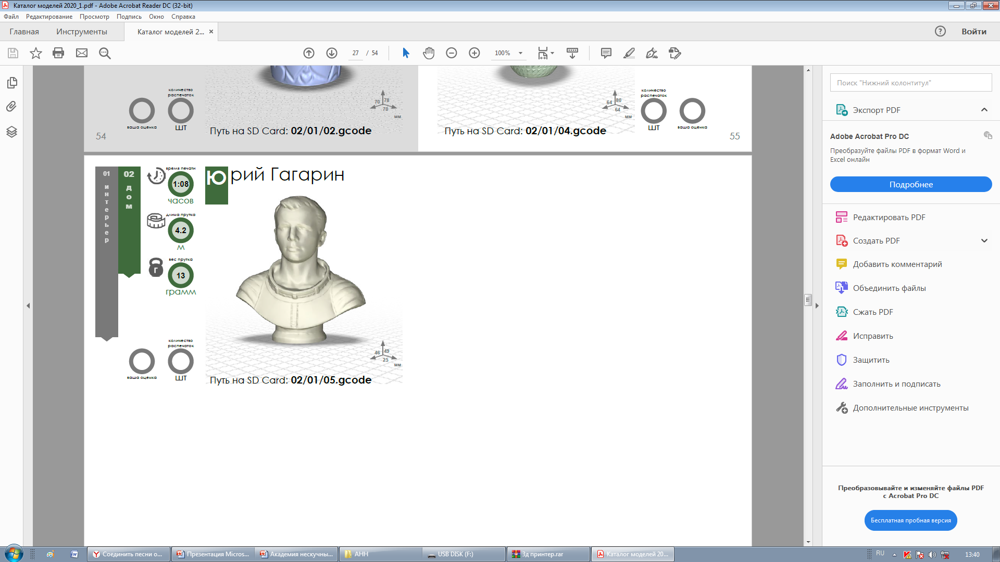 Каталог моделей 2020_1.pdf - Adobe Acrobat Reader DC (32-bit)
Файл Редактирование Просмотр Подпись Окно Справка
Главная Инструменты Каталог моделей 2... Войти
27 / 54 100%
количество
распечаток
ваша оценка
ШТ
70 78
70
мм
Путь на SD Card: 02/01/02.gcode
54
64 80
64
мм
Путь на SD Card: 02/01/04.gcode
количество
распечаток
ШТ
ваша оценка
55
01
интерьер
02
дом
время печати
1:08
часов
длина прутка
4.2
м
вес прутка
г
13
грамм
Юрий Гагарин
количество
распечаток
ваша оценка
ШТ
46 49
25
мм
Путь на SD Card: 02/01/05.gcode
Поиск "Нижний колонтитул"
Экспорт PDF
Adobe Acrobat Pro DC
Преобразуйте файлы PDF в формат Word и
Excel онлайн
Подробнее
Редактировать PDF
Создать PDF
Добавить комментарий
Объединить файлы
Сжать PDF
Исправить
Защитить
Заполнить и подписать
Дополнительные инструменты
Преобразовывайте и изменяйте файлы PDF
с Acrobat Pro DC
Бесплатная пробная версия
Соединить песни о... Презентация Micros... Академия нескучны... АНН USB DISK (F:) 3д принтер.rar Каталог моделей 20... RU 13:40